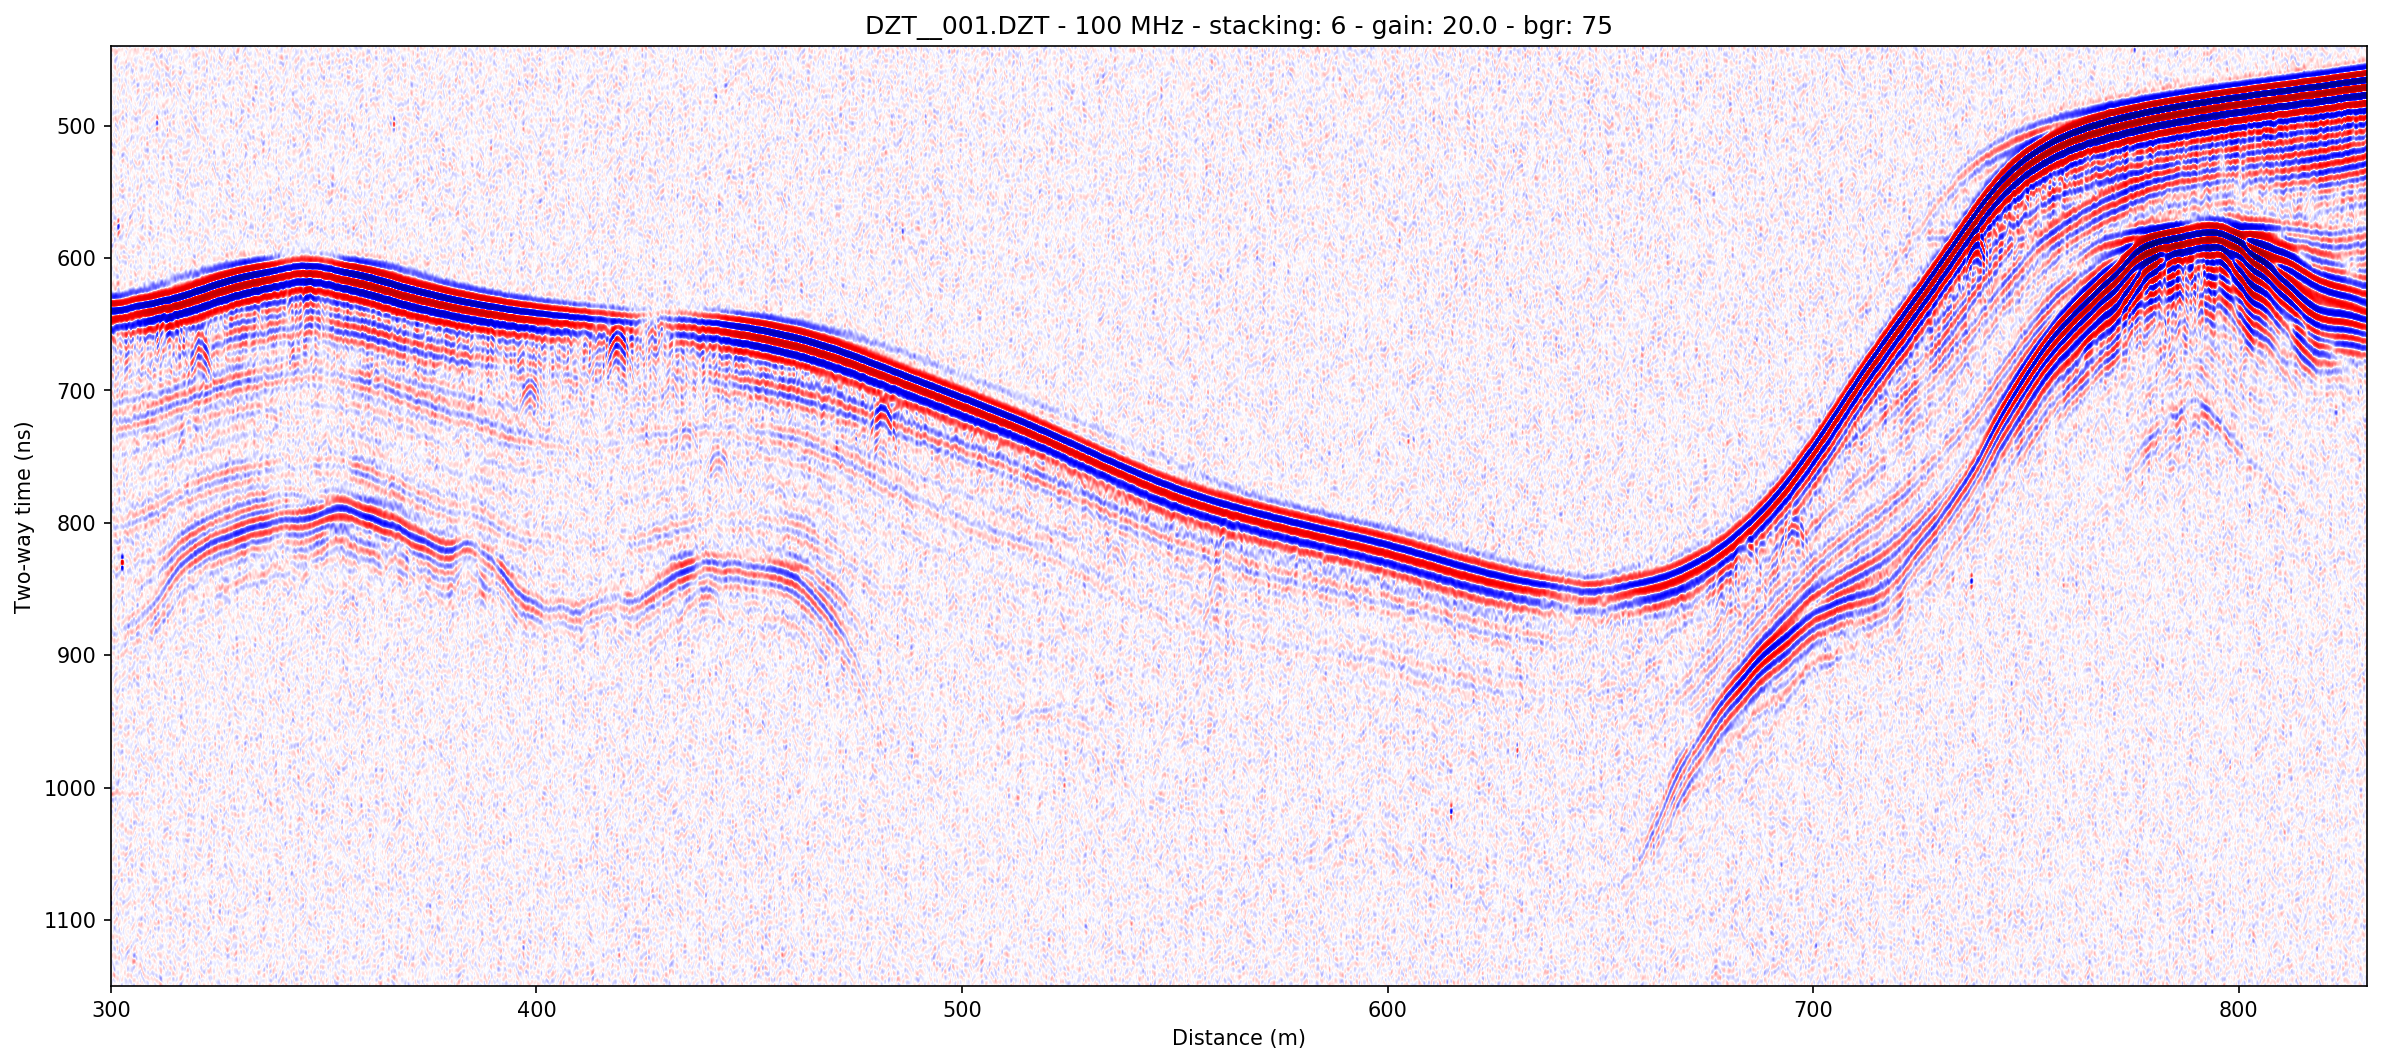 DZT__001.DZT - 100 MHz - stacking: 6 - gain: 20.0 - bgr: 75
Two-way time (ns)
500
600
700
800
900
1000
1100
300 400 500 600 700 800
Distance (m)